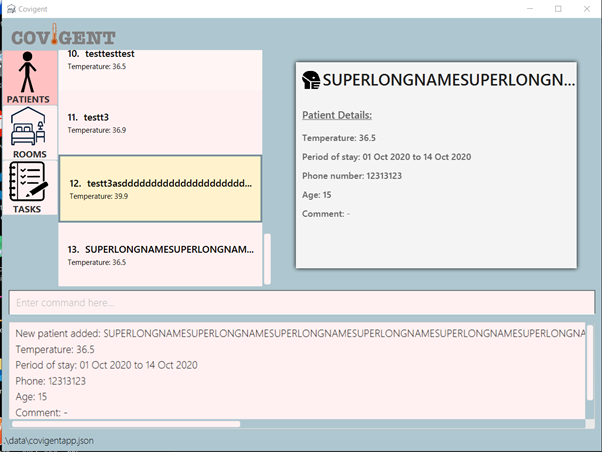 Covigent
COVIGENT
PATIENTS
ROOMS
TASKS
10. testtesttest
Temperature: 36.5
11. testt3
Temperature: 36.9
12. testt3asddddddddddddddddddddddd...
Temperature: 39.9
13. SUPERLONGNAMESUPERLONGNAM...
Temperature: 36.5
SUPERLONGNAMESUPERLONGN...
Patient Details:
Temperature: 36.5
Period of stay: 01 Oct 2020 to 14 Oct 2020
Phone number: 12313123
Age: 15
Comment: -
Enter command here...
New patient added: SUPERLONGNAMESUPERLONGNAMESUPERLONGNAMESUPERLONGNAMESUPERLONGNAMESUPERLONGNA
Temperature: 36.5
Period of stay: 01 Oct 2020 to 14 Oct 2020
Phone: 12313123
Age: 15
Comment: -
.\data\covigentapp.json